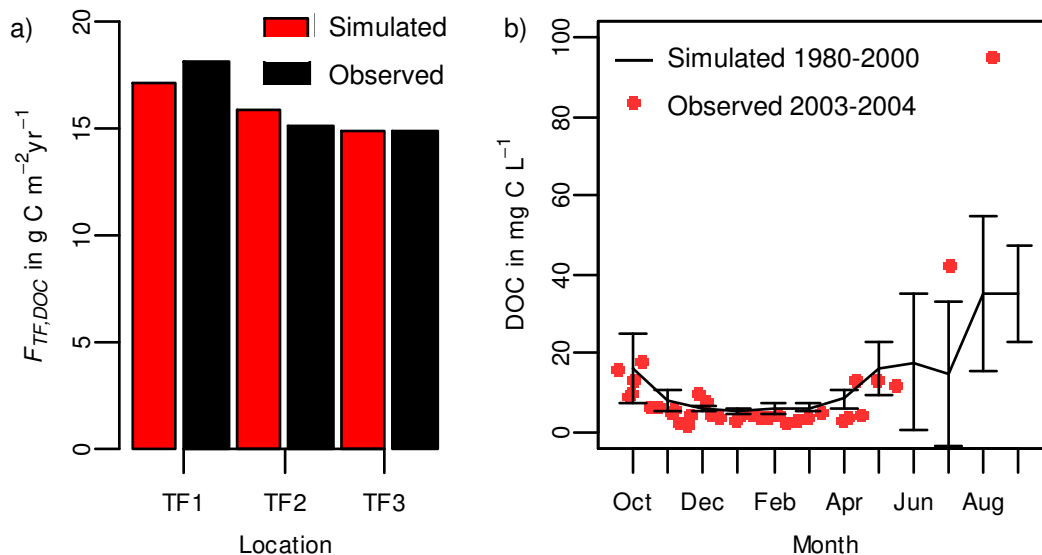 a)
F_TF,DOC in g C m⁻²yr⁻¹
20
15
10
5
0
Simulated
Observed
TF1 TF2 TF3
Location
b)
DOC in mg C L⁻¹
100
80
60
40
20
0
Simulated 1980-2000
Observed 2003-2004
Oct Dec Feb Apr Jun Aug
Month